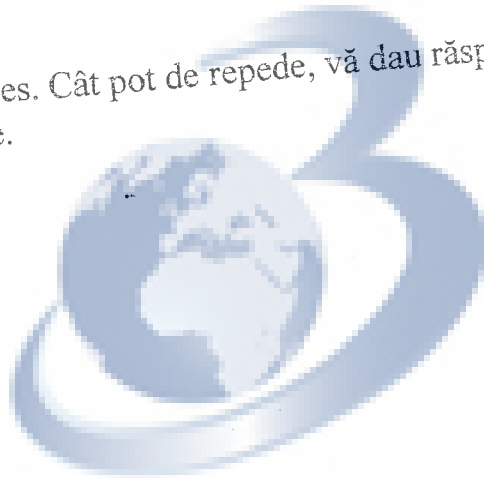 es. Cât pot de repede, vă dau răsp
e.